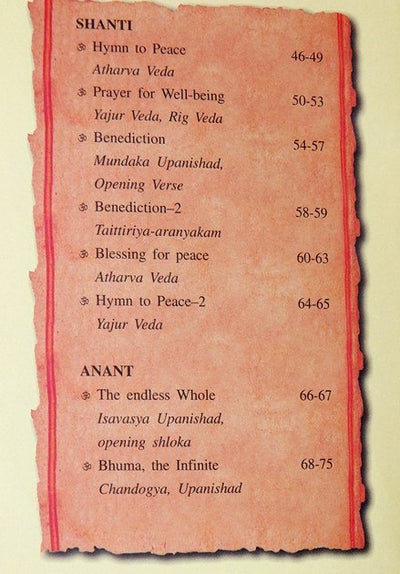 SHANTI
ॐ Hymn to Peace 46-49
Atharva Veda
ॐ Prayer for Well-being 50-53
Yajur Veda, Rig Veda
ॐ Benediction 54-57
Mundaka Upanishad,
Opening Verse
ॐ Benediction–2 58-59
Taittiriya-aranyakam
ॐ Blessing for peace 60-63
Atharva Veda
ॐ Hymn to Peace–2 64-65
Yajur Veda
ANANT
ॐ The endless Whole 66-67
Isavasya Upanishad,
opening shloka
ॐ Bhuma, the Infinite 68-75
Chandogya, Upanishad